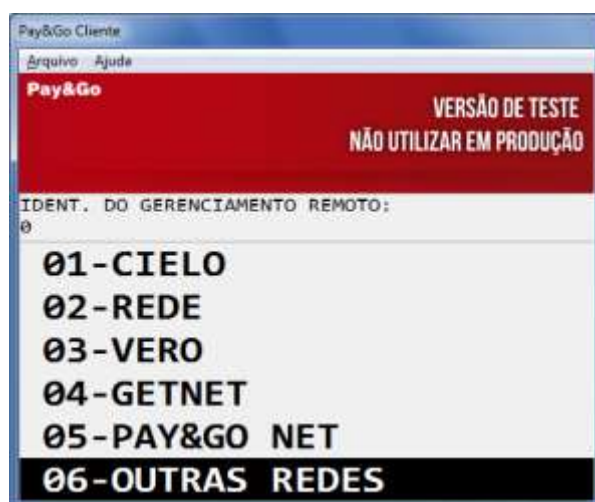 Pay&Go Cliente
Arquivo Ajuda
Pay&Go
VERSÃO DE TESTE
NÃO UTILIZAR EM PRODUÇÃO
IDENT. DO GERENCIAMENTO REMOTO:
0
01-CIELO
02-REDE
03-VERO
04-GETNET
05-PAY&GO NET
06-OUTRAS REDES